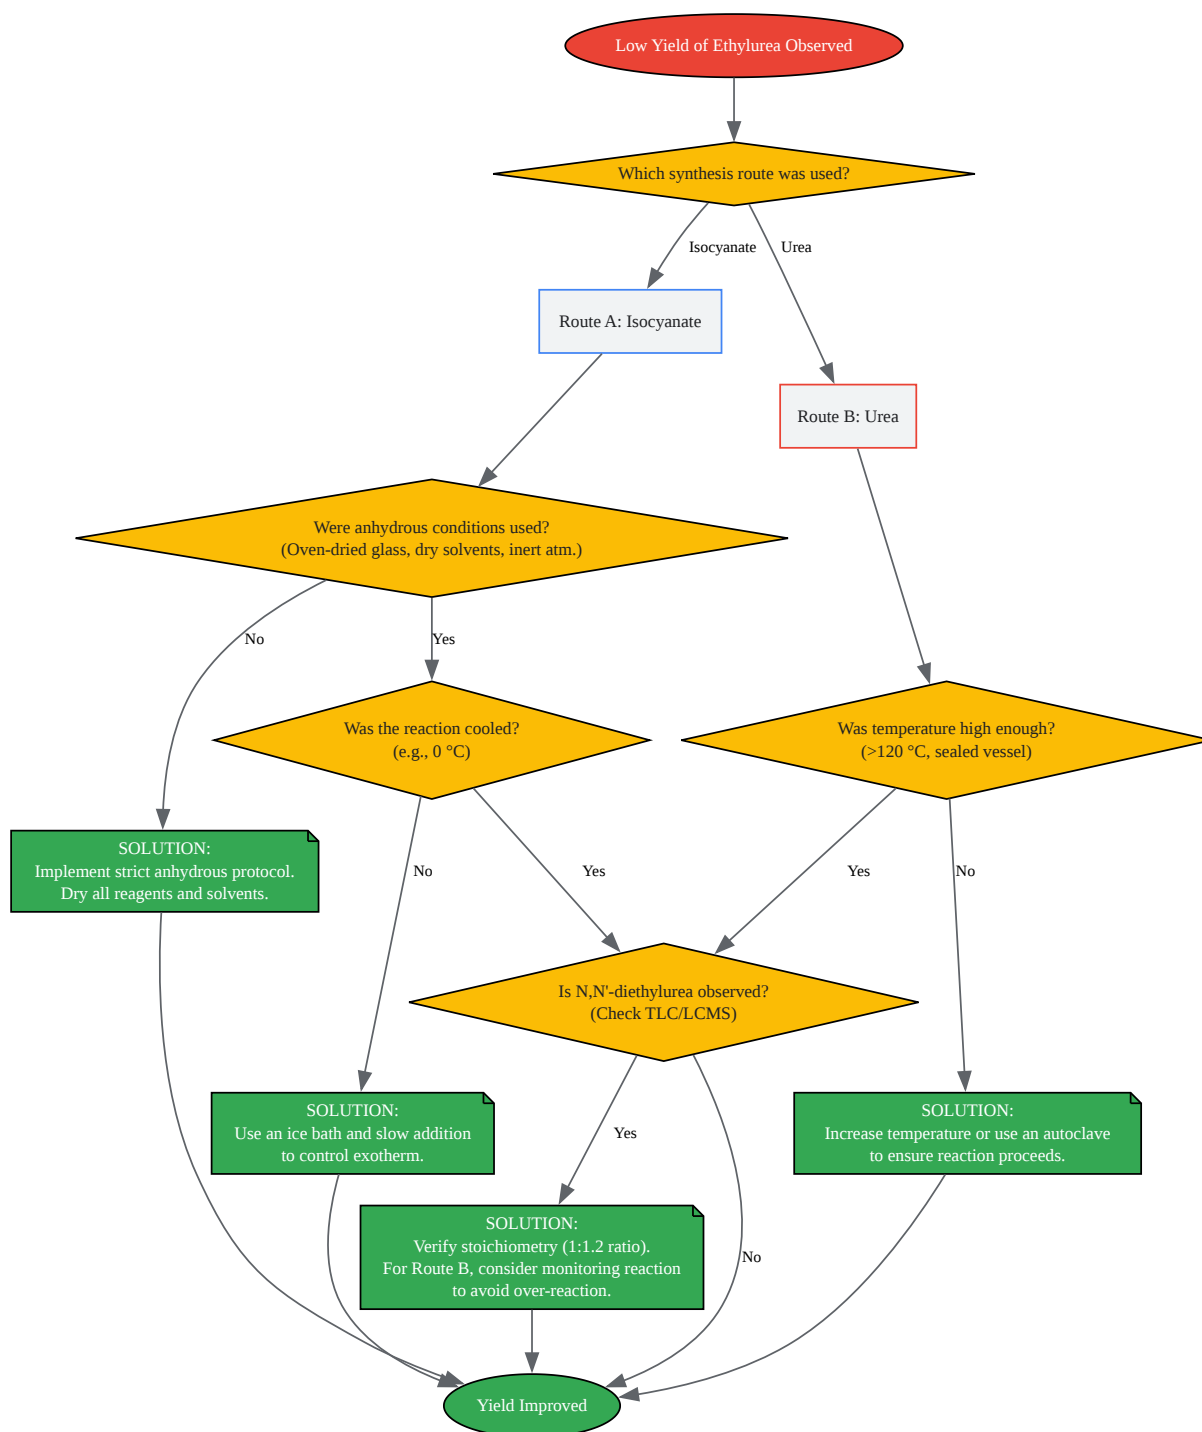 Low Yield of Ethylurea Observed
Which synthesis route was used?
Isocyanate
Urea
Route A: Isocyanate
Route B: Urea
Were anhydrous conditions used?
(Oven-dried glass, dry solvents, inert atm.)
No
Yes
Was the reaction cooled?
(e.g., 0 °C)
Was temperature high enough?
(>120 °C, sealed vessel)
SOLUTION:
Implement strict anhydrous protocol.
Dry all reagents and solvents.
No
Yes
Yes
No
Is N,N'-diethylurea observed?
(Check TLC/LCMS)
SOLUTION:
Use an ice bath and slow addition
to control exotherm.
Yes
SOLUTION:
Increase temperature or use an autoclave
to ensure reaction proceeds.
SOLUTION:
Verify stoichiometry (1:1.2 ratio).
For Route B, consider monitoring reaction
to avoid over-reaction.
No
Yield Improved